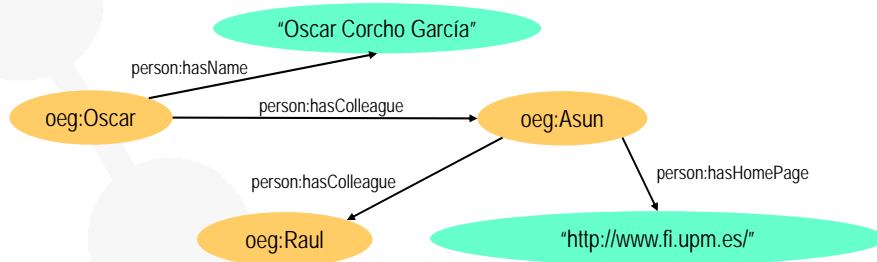 “Oscar Corcho García”
person:hasName
oeg:Oscar
person:hasColleague
oeg:Asun
person:hasColleague
person:hasHomePage
oeg:Raul
“http://www.fi.upm.es/”